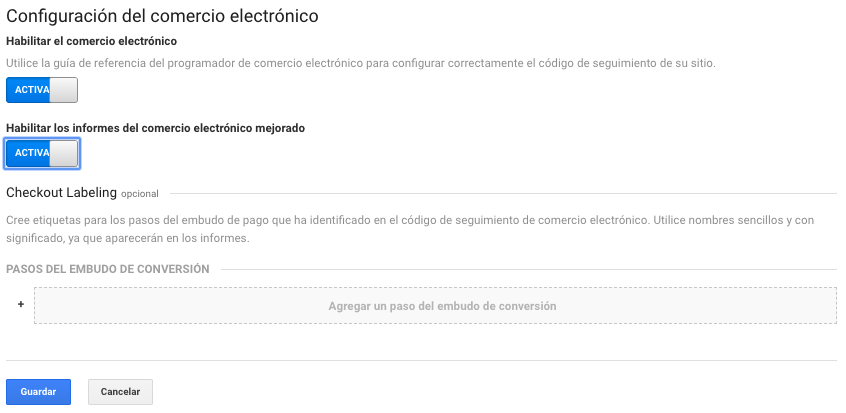 Configuración del comercio electrónico
Habilitar el comercio electrónico
Utilice la guía de referencia del programador de comercio electrónico para configurar correctamente el código de seguimiento de su sitio.
ACTIVA
Habilitar los informes del comercio electrónico mejorado
ACTIVA
Checkout Labeling opcional
Cree etiquetas para los pasos del embudo de pago que ha identificado en el código de seguimiento de comercio electrónico. Utilice nombres sencillos y con
significado, ya que aparecerán en los informes.
PASOS DEL EMBUDO DE CONVERSIÓN
+ Agregar un paso del embudo de conversión
Guardar Cancelar